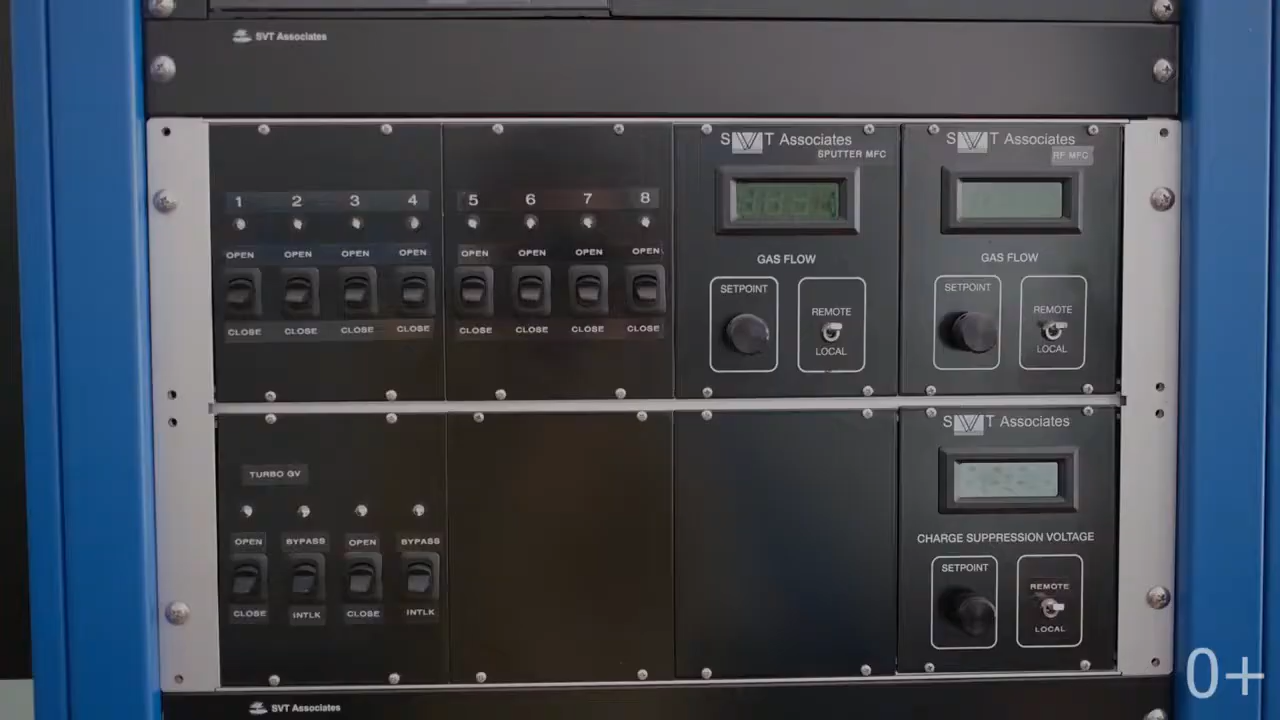 SVT Associates
SVT Associates
SPUTTER MFC
SVT Associates
RF MFC
1 2 3 4
5 6 7 8
OPEN OPEN OPEN OPEN
OPEN OPEN OPEN OPEN
CLOSE CLOSE CLOSE CLOSE
CLOSE CLOSE CLOSE CLOSE
GAS FLOW
SETPOINT
REMOTE
LOCAL
GAS FLOW
SETPOINT
REMOTE
LOCAL
TURBO GV
OPEN BYPASS OPEN BYPASS
CLOSE INTLK CLOSE INTLK
SVT Associates
CHARGE SUPPRESSION VOLTAGE
SETPOINT
REMOTE
LOCAL
SVT Associates
0+